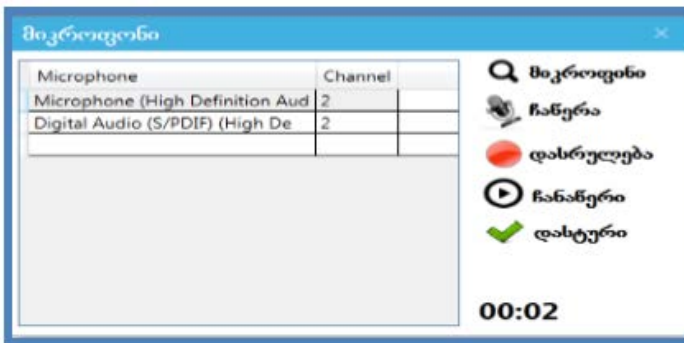 მიკროფონი
Microphone Channel
Microphone (High Definition Aud 2
Digital Audio (S/PDIF) (High De 2
მიკროფინი
ჩაწერა
დასრულება
ჩანაწერი
დასტური
00:02